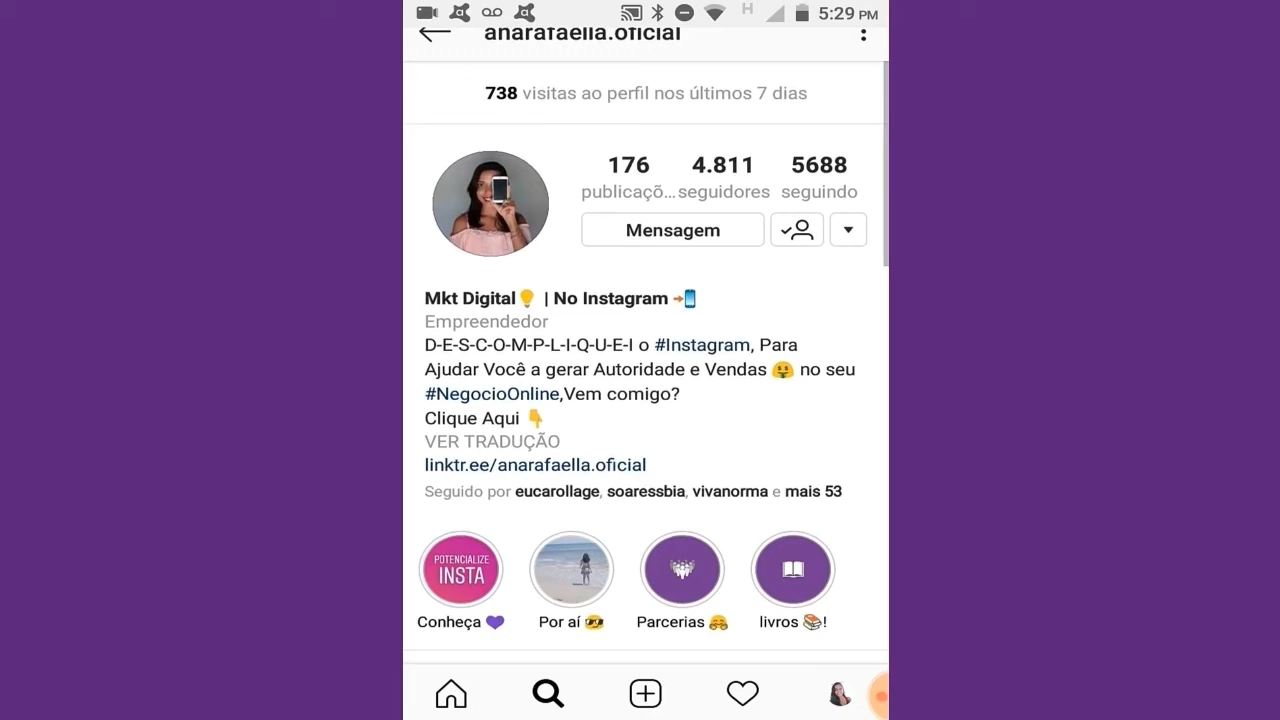 H 5:29 PM
anarafaella.oficial
738 visitas ao perfil nos últimos 7 dias
176 4.811 5688
publicaçõ... seguidores seguindo
Mensagem
Mkt Digital💡 | No Instagram 📲
Empreendedor
D-E-S-C-O-M-P-L-I-Q-U-E-I o #Instagram, Para
Ajudar Você a gerar Autoridade e Vendas 🤑 no seu
#NegocioOnline,Vem comigo?
Clique Aqui 👇
VER TRADUÇÃO
linktr.ee/anarafaella.oficial
Seguido por eucarollage, soaressbia, vivanorma e mais 53
POTENCIALIZE
INSTA
Conheça 💜 Por aí 😎 Parcerias 🤗 livros 📚!